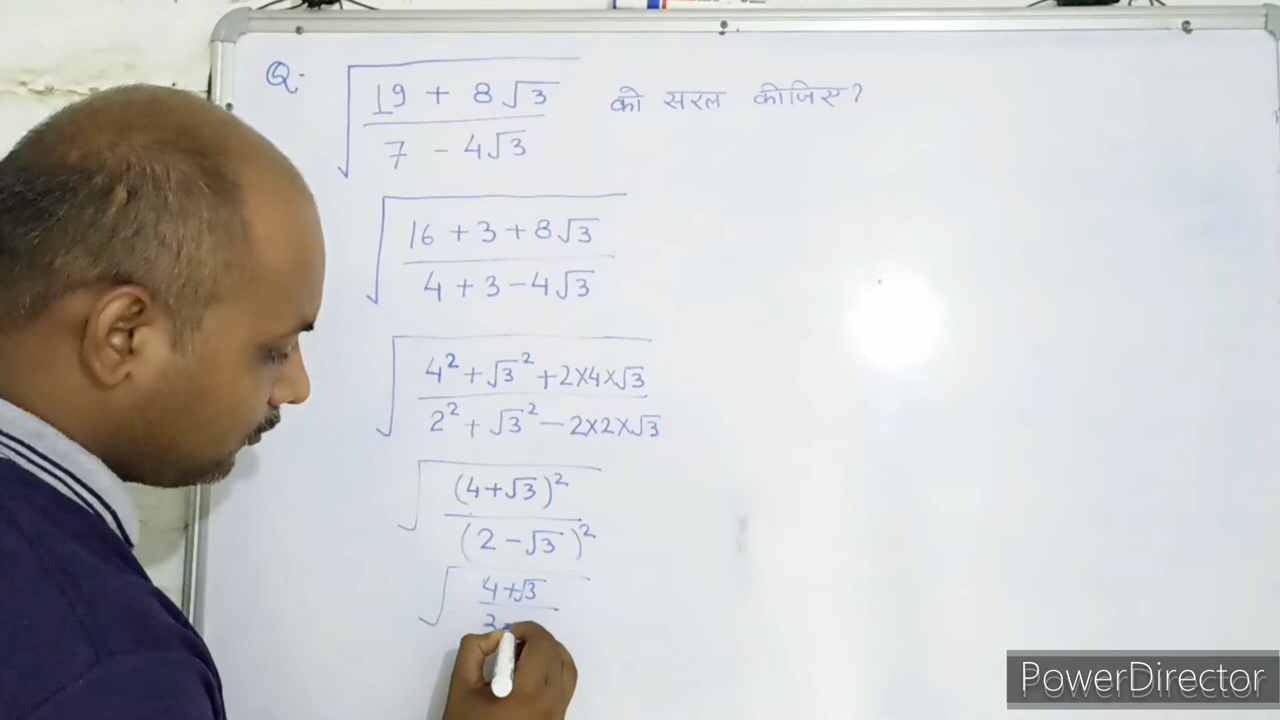 Q. √(19 + 8√3 / 7 - 4√3) को सरल कीजिए?
√(16 + 3 + 8√3 / 4 + 3 - 4√3)
√(4² + √3² + 2×4×√3 / 2² + √3² - 2×2×√3)
√((4+√3)² / (2-√3)²)
√(4+√3 /
PowerDirector